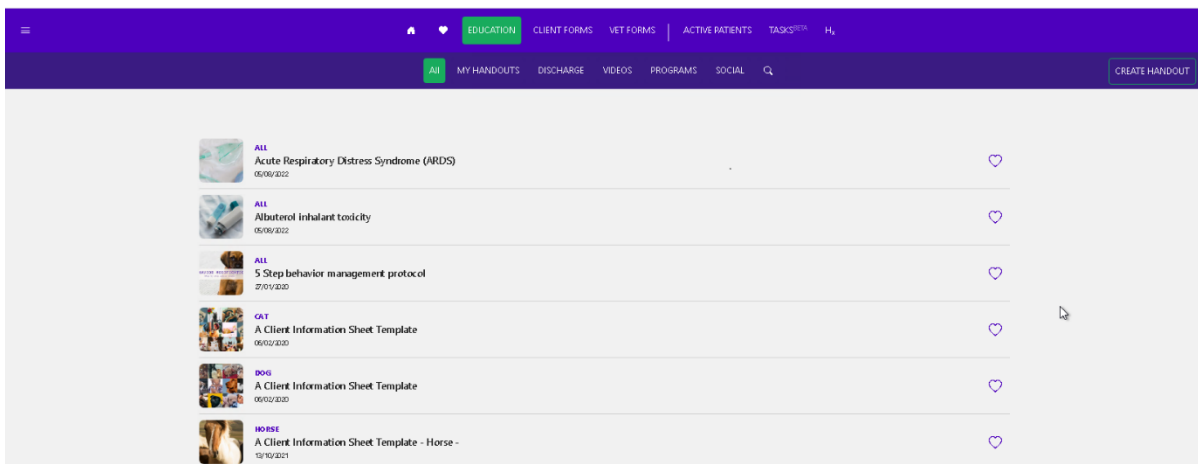 EDUCATION CLIENT FORMS VET FORMS ACTIVE PATIENTS TASKSBETA Hx
All MY HANDOUTS DISCHARGE VIDEOS PROGRAMS SOCIAL CREATE HANDOUT
ALL
Acute Respiratory Distress Syndrome (ARDS)
05/08/2022
ALL
Albuterol inhalant toxicity
05/08/2022
ALL
5 Step behavior management protocol
27/01/2020
CAT
A Client Information Sheet Template
06/02/2020
DOG
A Client Information Sheet Template
06/02/2020
HORSE
A Client Information Sheet Template - Horse -
13/10/2021